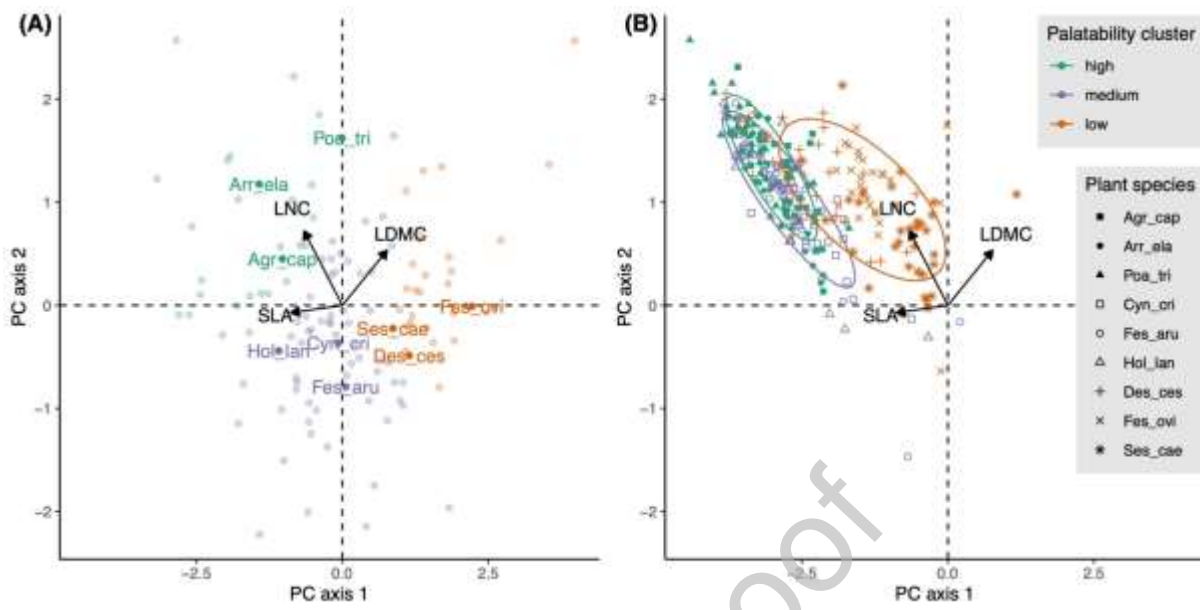 (A)
2
1
0
−1
−2
PC axis 2
Poa_tri
Arr_ela
LNC
LDMC
Agr_cap
SLA
Fes_ovi
Ses_cae
Hol_lan
Cyn_cri
Des_ces
Fes_aru
−2.5
0.0
2.5
PC axis 1
(B)
2
1
0
−1
−2
PC axis 2
LNC
LDMC
SLA
−2.5
0.0
2.5
PC axis 1
Palatability cluster
high
medium
low
Plant species
Agr_cap
Arr_ela
Poa_tri
Cyn_cri
Fes_aru
Hol_lan
Des_ces
Fes_ovi
Ses_cae
oof